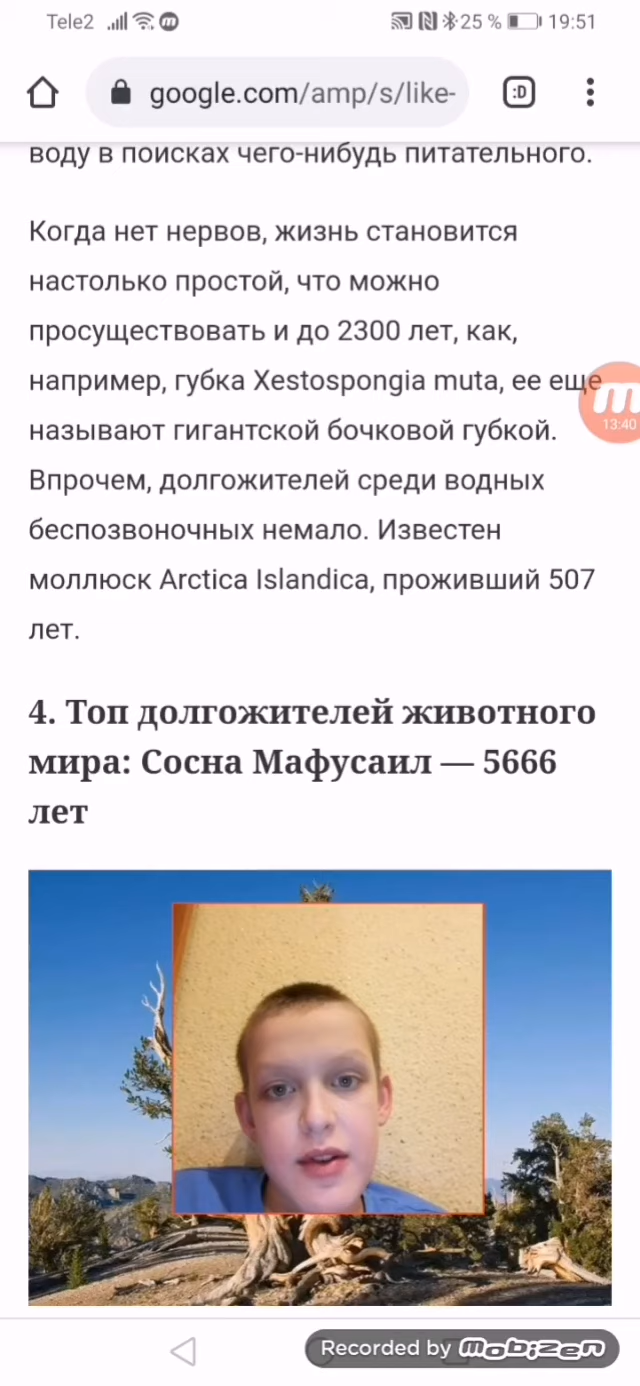 Tele2 25 % 19:51
google.com/amp/s/like-
:D
воду в поисках чего-нибудь питательного.
Когда нет нервов, жизнь становится
настолько простой, что можно
просуществовать и до 2300 лет, как,
например, губка Xestospongia muta, ее еще
называют гигантской бочковой губкой.
Впрочем, долгожителей среди водных
беспозвоночных немало. Известен
моллюск Arctica Islandica, проживший 507
лет.
m
13:40
4. Топ долгожителей животного
мира: Сосна Мафусаил — 5666
лет
Recorded by Mobizen